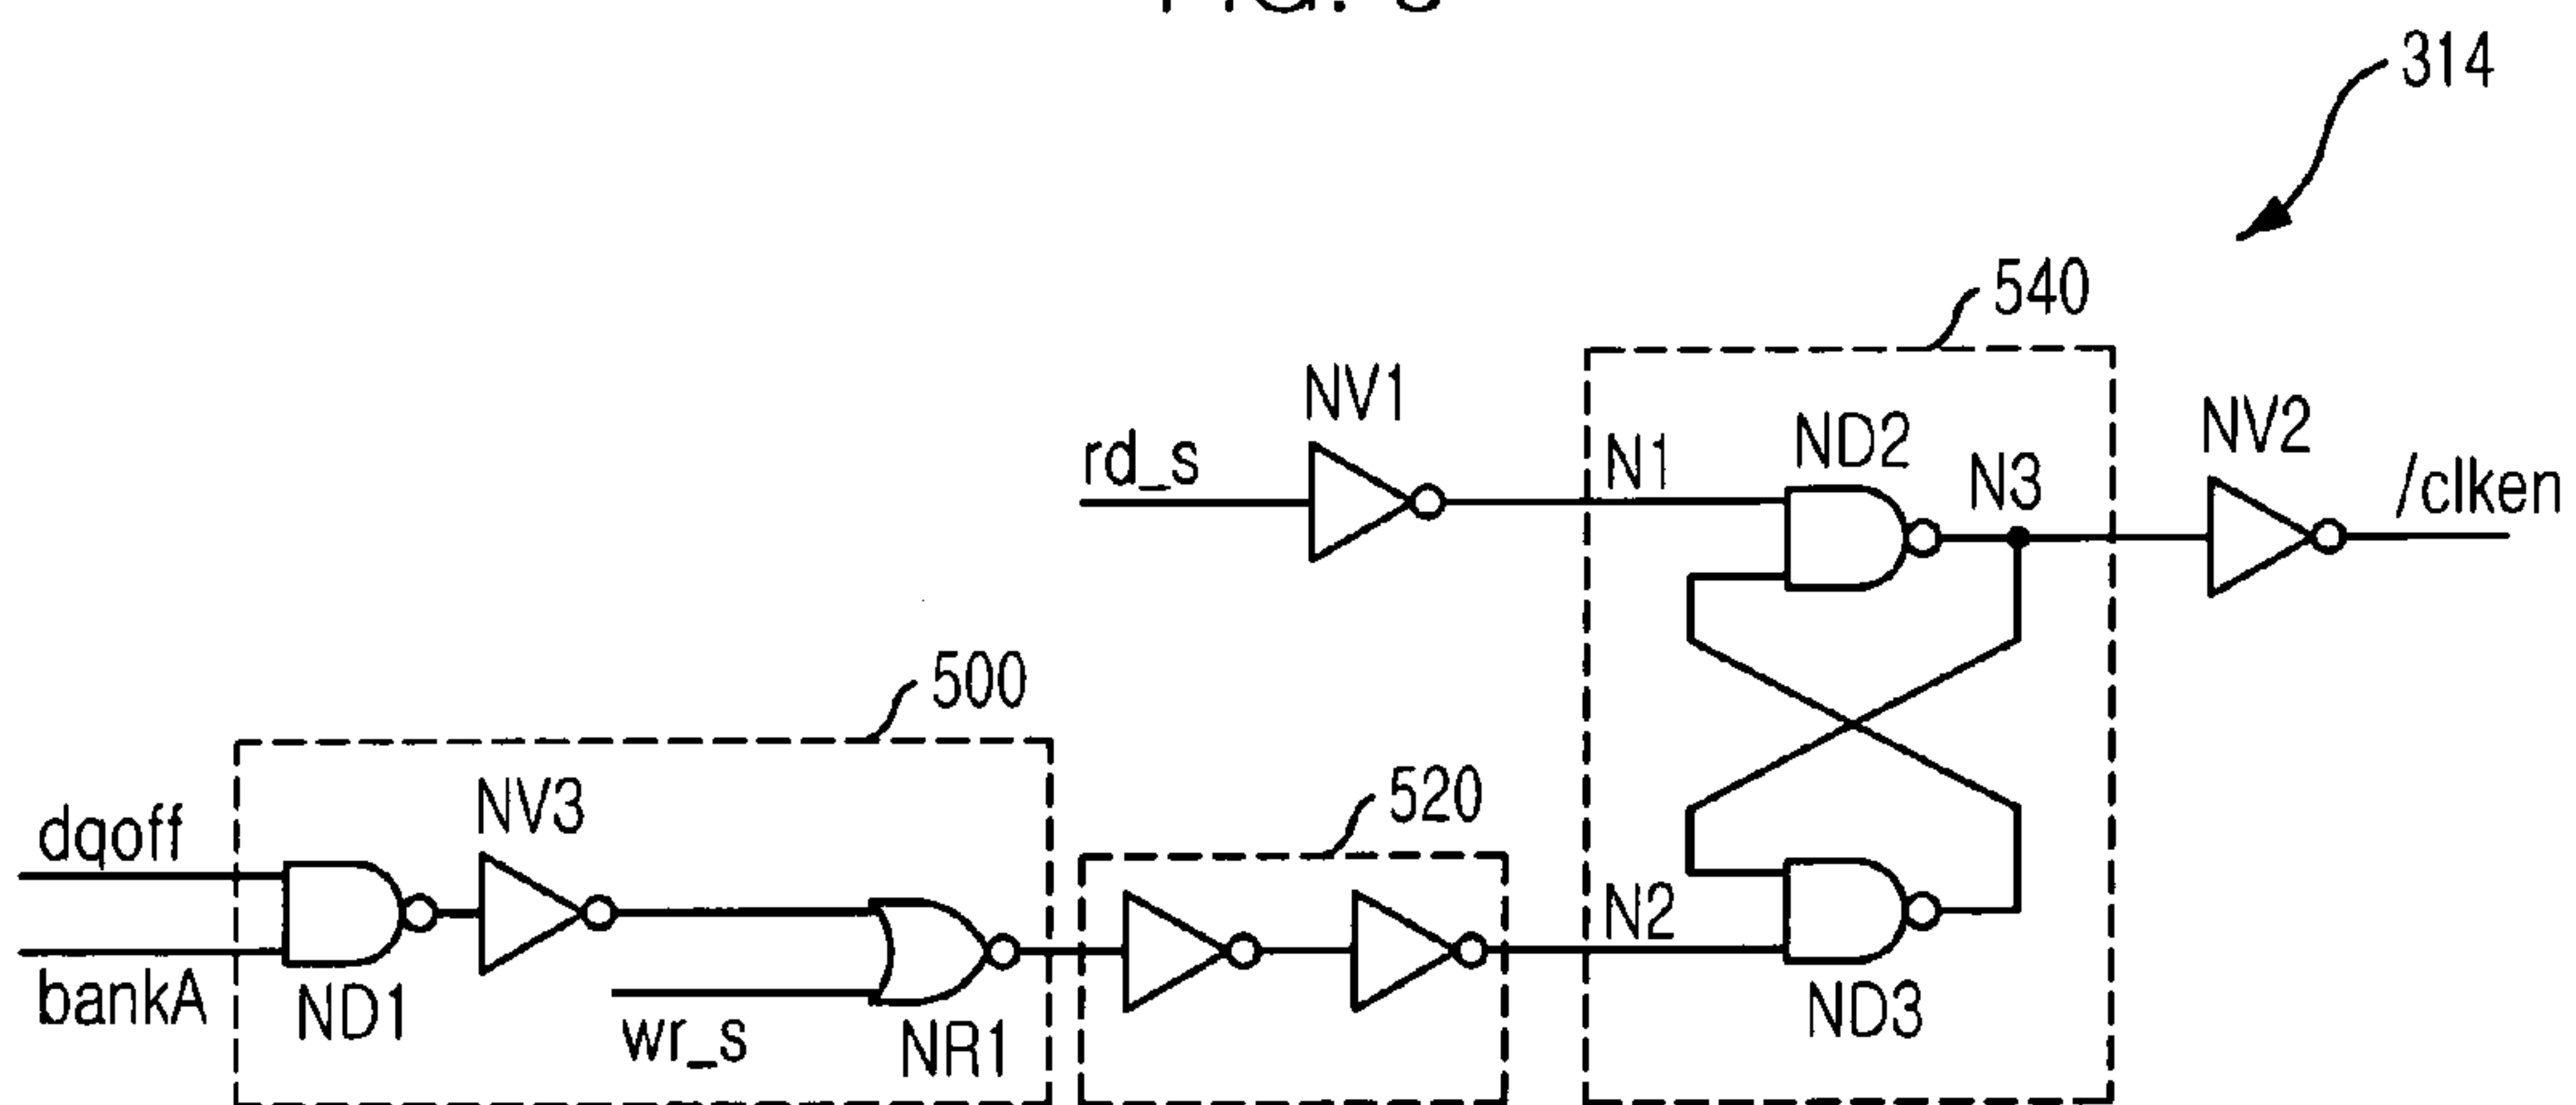 314
540
NV1
rd_s
N1
ND2
N3
NV2
/clken
500
520
dqoff
NV3
bankA
ND1
wr_s
NR1
N2
ND3